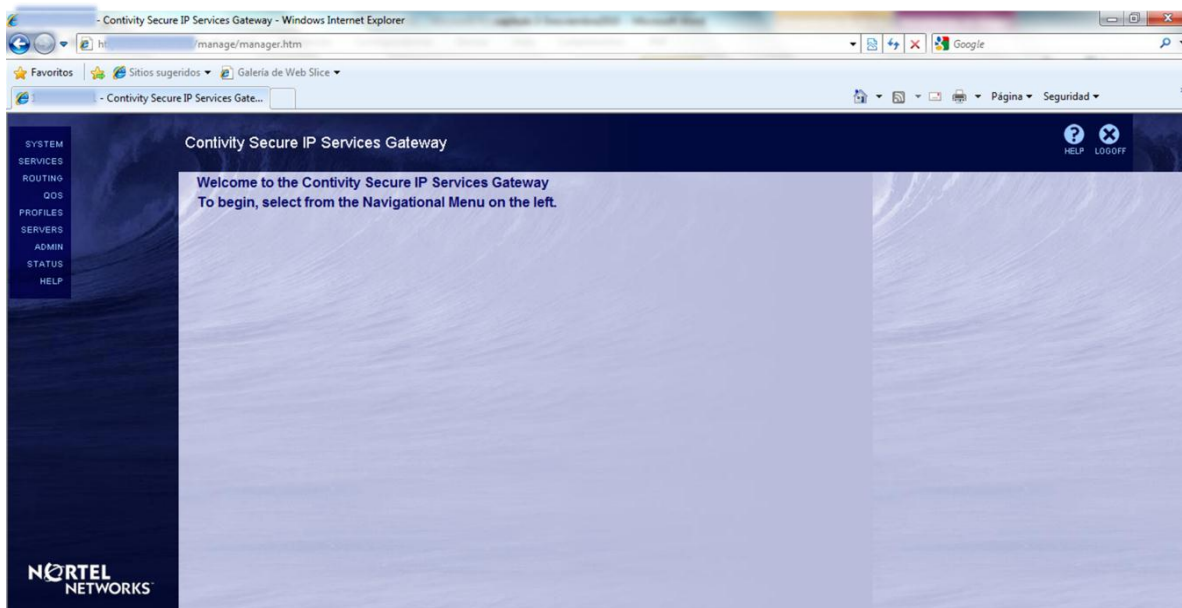 - Contivity Secure IP Services Gateway - Windows Internet Explorer
/manage/manager.htm
Google
Favoritos
Sitios sugeridos
Galería de Web Slice
- Contivity Secure IP Services Gate...
Página
Seguridad
SYSTEM
SERVICES
ROUTING
QOS
PROFILES
SERVERS
ADMIN
STATUS
HELP
Contivity Secure IP Services Gateway
HELP
LOGOFF
Welcome to the Contivity Secure IP Services Gateway
To begin, select from the Navigational Menu on the left.
NORTEL
NETWORKS